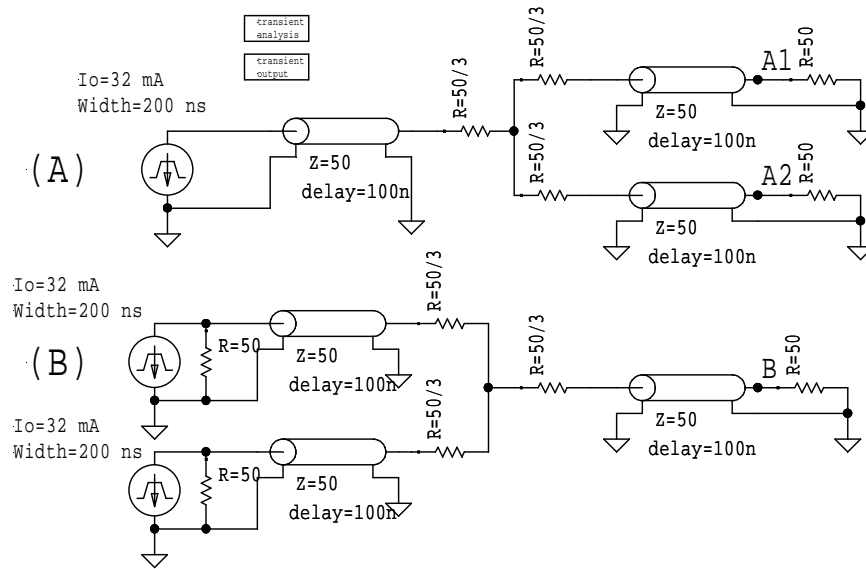 transient
analysis
transient
output
Io=32 mA
Width=200 ns
(A)
Z=50
delay=100n
R=50/3
R=50/3
R=50/3
Z=50
delay=100n
A1
R=50
Z=50
delay=100n
A2
R=50
Io=32 mA
Width=200 ns
(B)
R=50
Z=50
delay=100n
R=50/3
Io=32 mA
Width=200 ns
R=50
Z=50
delay=100n
R=50/3
R=50/3
Z=50
delay=100n
B
R=50